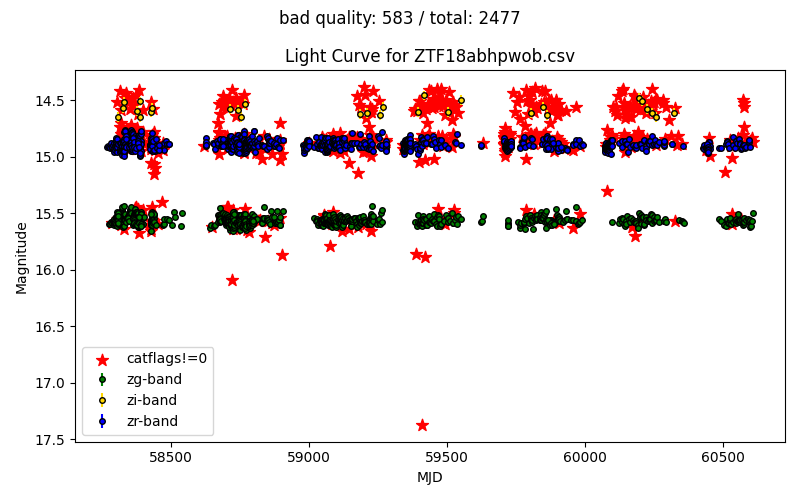 bad quality: 583 / total: 2477
Light Curve for ZTF18abhpwob.csv
14.5
15.0
15.5
16.0
16.5
17.0
17.5
Magnitude
catflags!=0
zg-band
zi-band
zr-band
58500
59000
59500
60000
60500
MJD